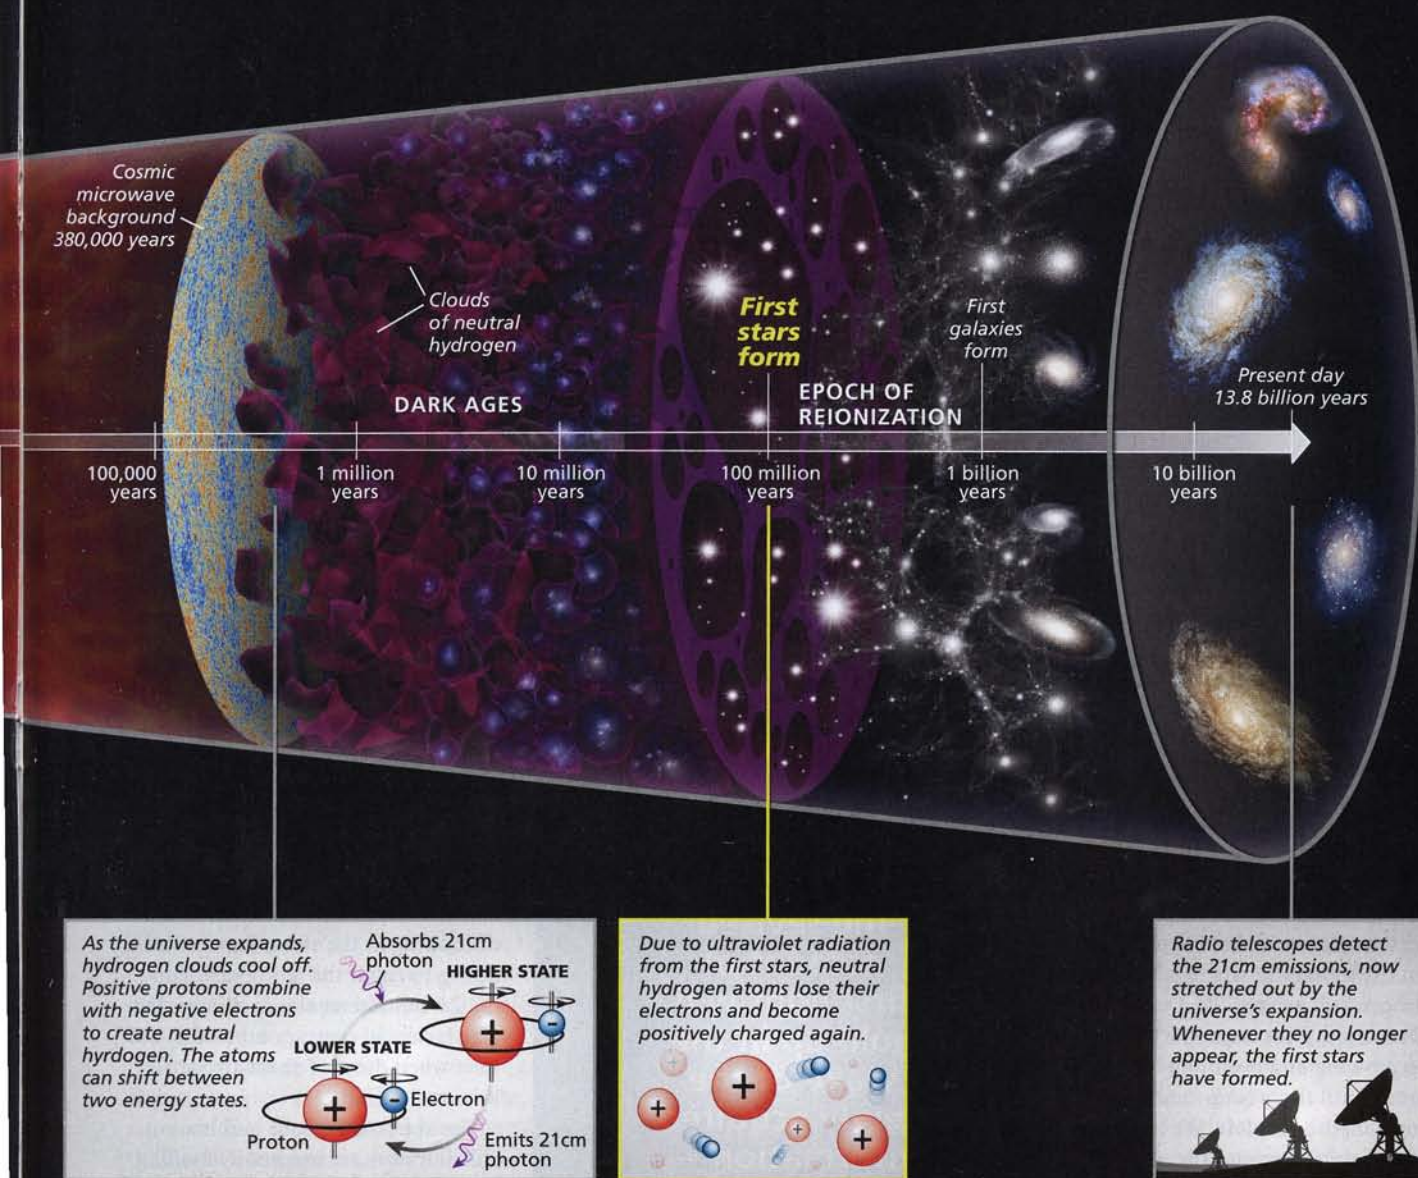 Cosmic
microwave
background
380,000 years
Clouds
of neutral
hydrogen
First
stars
form
First
galaxies
form
DARK AGES
EPOCH OF
REIONIZATION
Present day
13.8 billion years
100,000
years
1 million
years
10 million
years
100 million
years
1 billion
years
10 billion
years
As the universe expands,
hydrogen clouds cool off.
Positive protons combine
with negative electrons
to create neutral
hyrdogen. The atoms
can shift between
two energy states.
Absorbs 21cm
photon
HIGHER STATE
+
-
LOWER STATE
+
-
Electron
Proton
Emits 21cm
photon
Due to ultraviolet radiation
from the first stars, neutral
hydrogen atoms lose their
electrons and become
positively charged again.
+
+
+
+
+
Radio telescopes detect
the 21cm emissions, now
stretched out by the
universe's expansion.
Whenever they no longer
appear, the first stars
have formed.